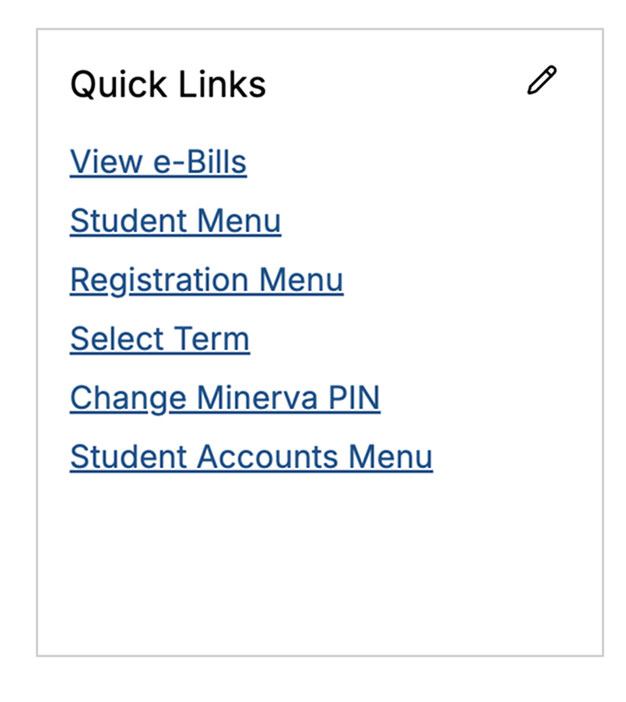 Quick Links
View e-Bills
Student Menu
Registration Menu
Select Term
Change Minerva PIN
Student Accounts Menu